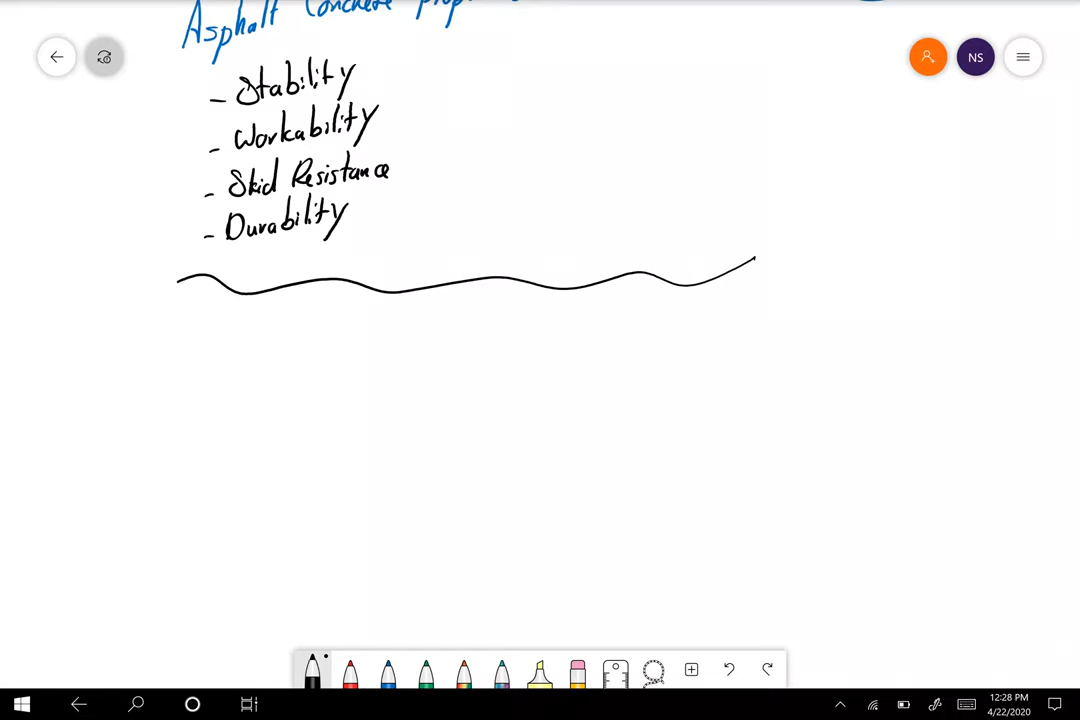 Asphalt Concrete
NS
- Stability
- Workability
- Skid Resistance
- Durability
12:28 PM
4/22/2020